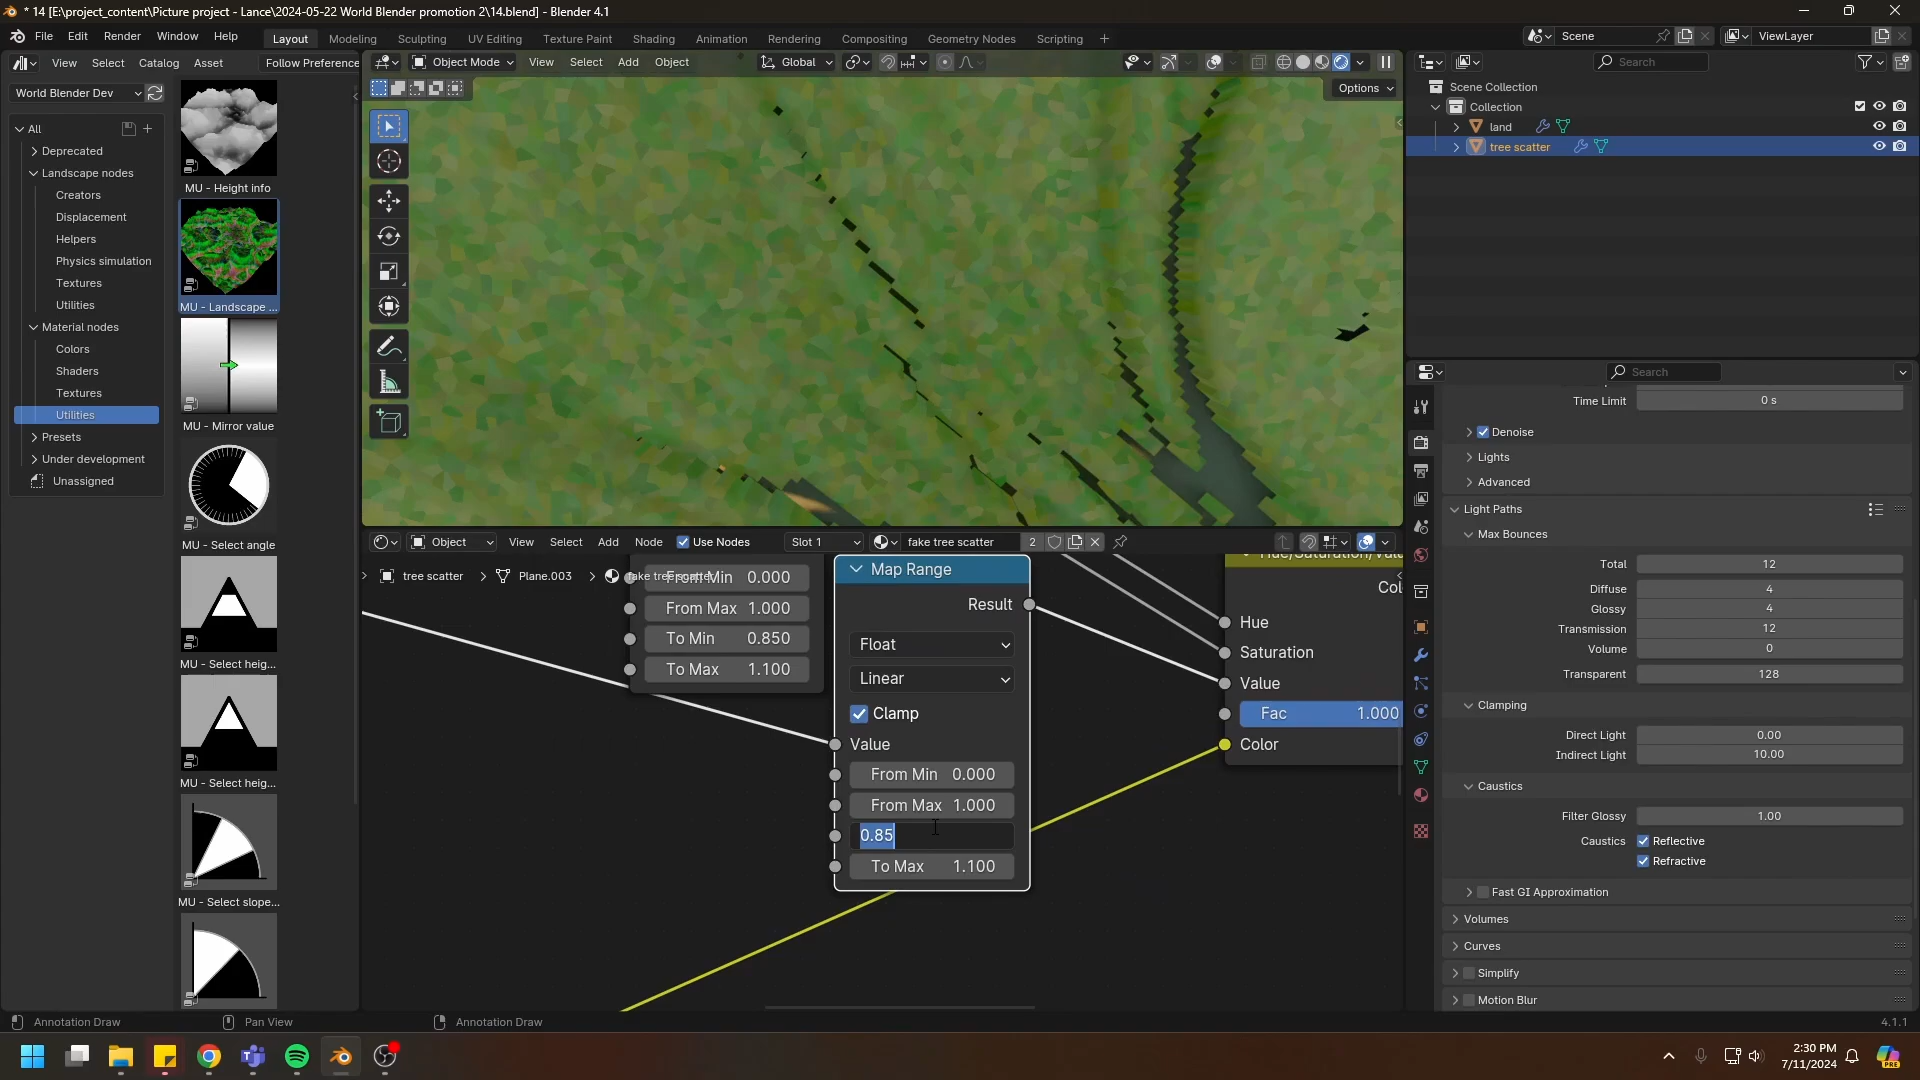 * 14 [E:\project_content\Picture project - Lance\2024-05-22 World Blender promotion 2\14.blend] - Blender 4.1
File Edit Render Window Help
Layout Modeling Sculpting UV Editing Texture Paint Shading Animation Rendering Compositing Geometry Nodes Scripting +
Scene
ViewLayer
View Select Catalog Asset Follow Preference
Object Mode View Select Add Object
Global
Search
World Blender Dev
Options
All
Deprecated
Landscape nodes
Creators
Displacement
Helpers
Physics simulation
Textures
Utilities
Material nodes
Colors
Shaders
Textures
Utilities
Presets
Under development
Unassigned
MU - Height info
MU - Landscape ...
MU - Mirror value
MU - Select angle
MU - Select heig...
MU - Select heig...
MU - Select slope...
Scene Collection
Collection
land
tree scatter
Search
Time Limit 0 s
Denoise
Lights
Advanced
Light Paths
Max Bounces
Total 12
Diffuse 4
Glossy 4
Transmission 12
Volume 0
Transparent 128
Clamping
Direct Light 0.00
Indirect Light 10.00
Caustics
Filter Glossy 1.00
Caustics Reflective
Refractive
Fast GI Approximation
Volumes
Curves
Simplify
Motion Blur
Object View Select Add Node Use Nodes Slot 1 fake tree scatter 2
tree scatter Plane.003 fake tree scatter
From Min 0.000
From Max 1.000
To Min 0.850
To Max 1.100
Map Range
Result
Float
Linear
Clamp
Value
From Min 0.000
From Max 1.000
0.85
To Max 1.100
Hue
Saturation
Value
Fac 1.000
Color
Annotation Draw
Pan View
Annotation Draw
4.1.1
2:30 PM
7/11/2024